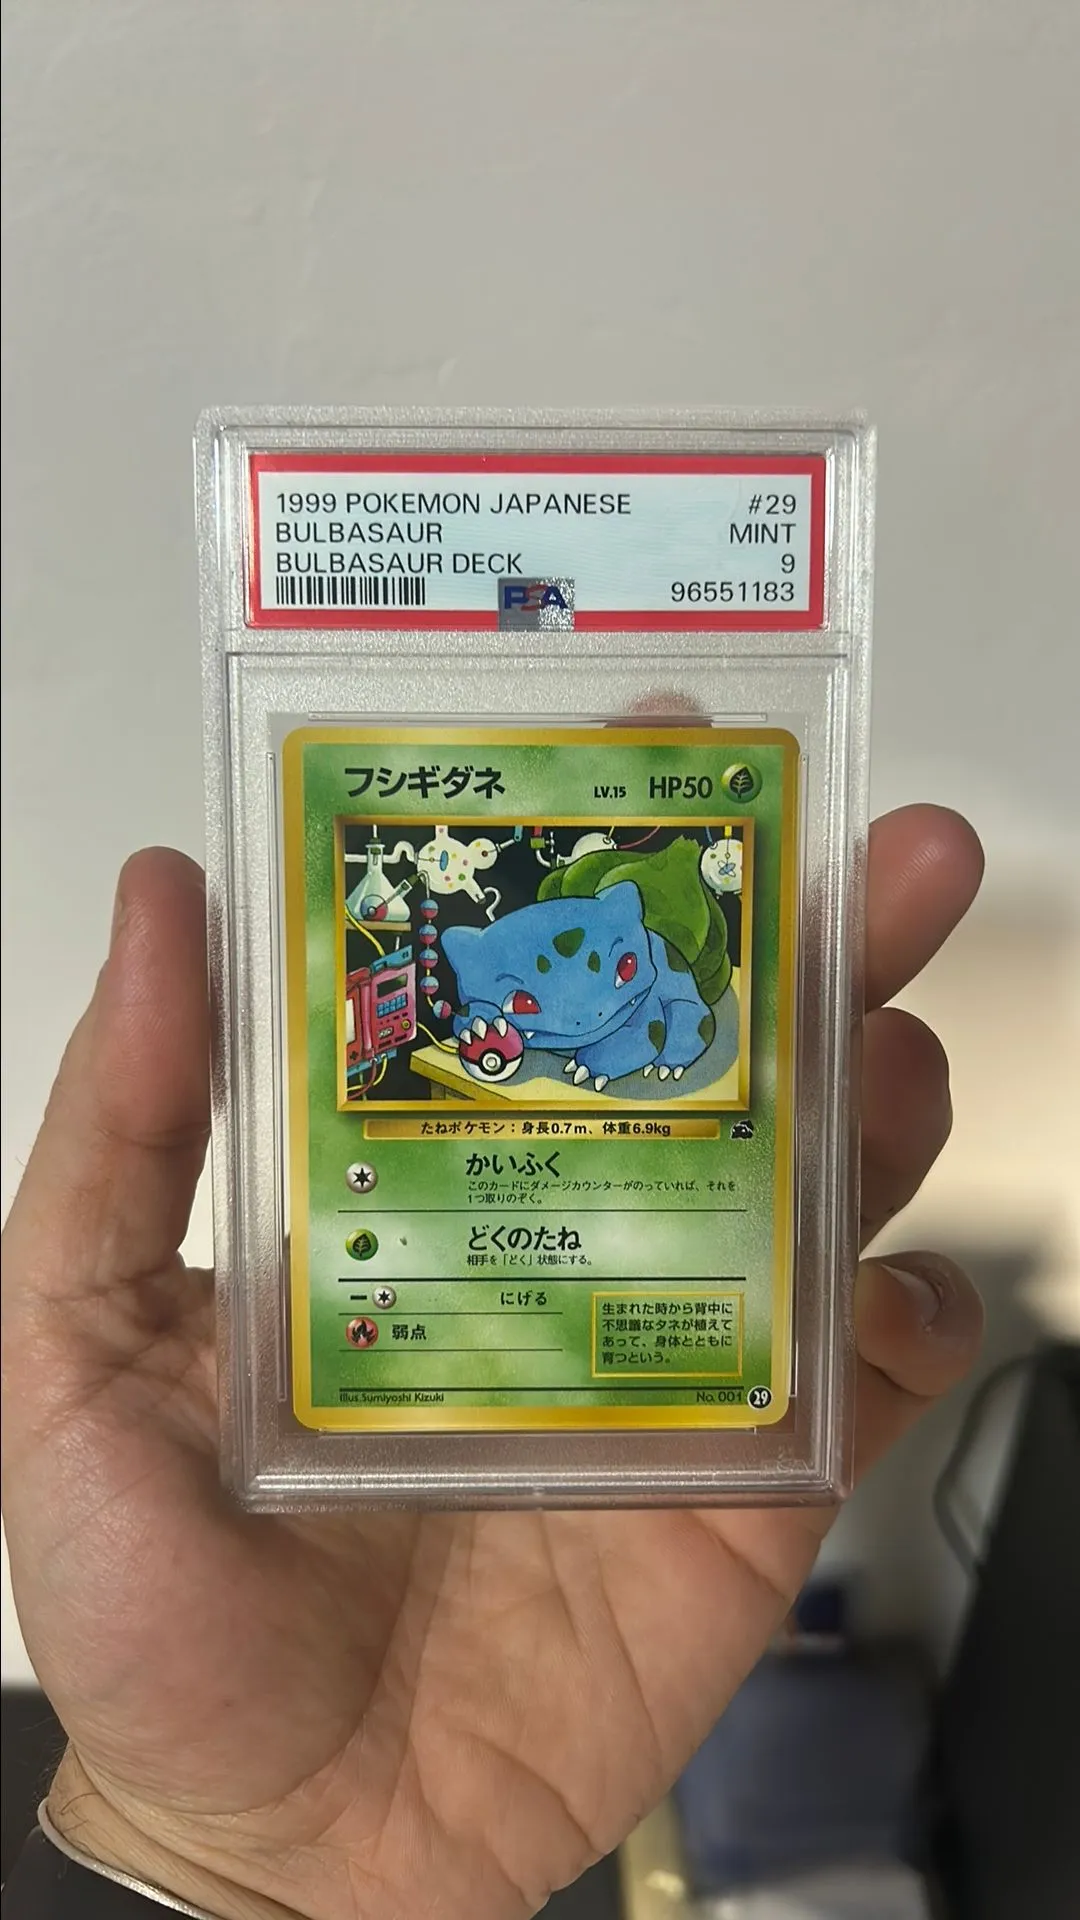 1999 POKEMON JAPANESE #29
BULBASAUR MINT
BULBASAUR DECK 9
PSA 96551183
フシギダネ LV.15 HP50
たねポケモン：身長0.7m、体重6.9kg
かいふく
このカードにダメージカウンターがのっていれば、それを
1つ取りのぞく。
どくのたね
相手を「どく」状態にする。
にげる
弱点
生まれた時から背中に
不思議なタネが植えて
あって、身体とともに
育つという。
Illus.Sumiyoshi Kizuki No. 001 29